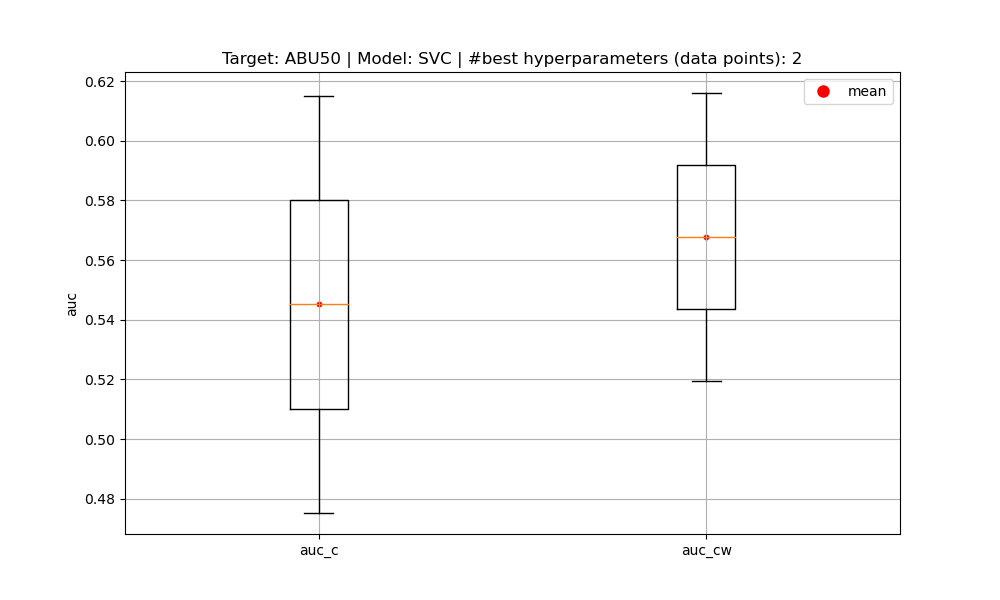 Target: ABU50 | Model: SVC | #best hyperparameters (data points): 2
mean
0.62
0.60
0.58
0.56
0.54
0.52
0.50
0.48
auc
auc_c
auc_cw